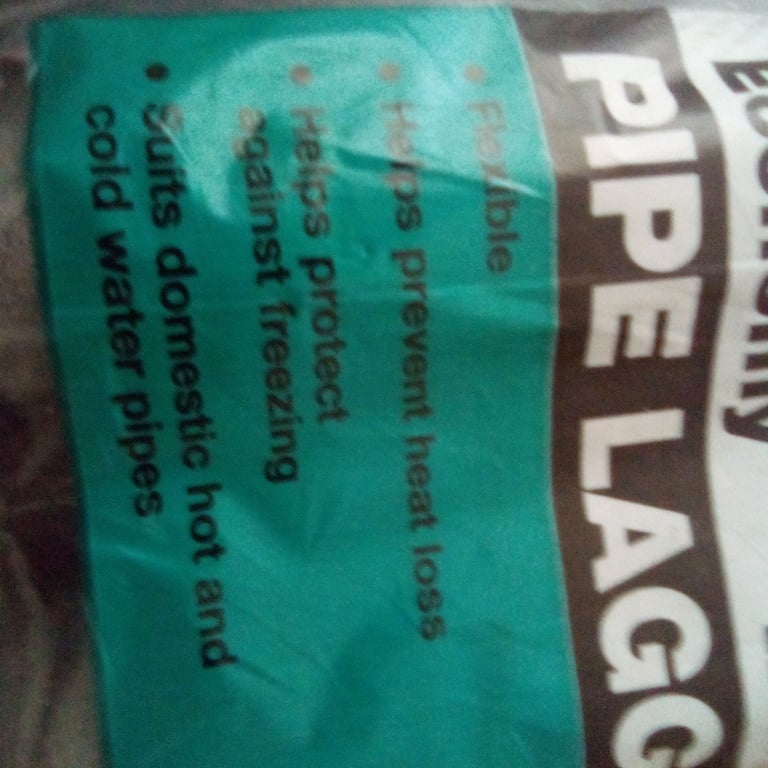 Economy
PIPE LAGG
• Flexible
• Helps prevent heat loss
• Helps protect
against freezing
• Suits domestic hot and
cold water pipes